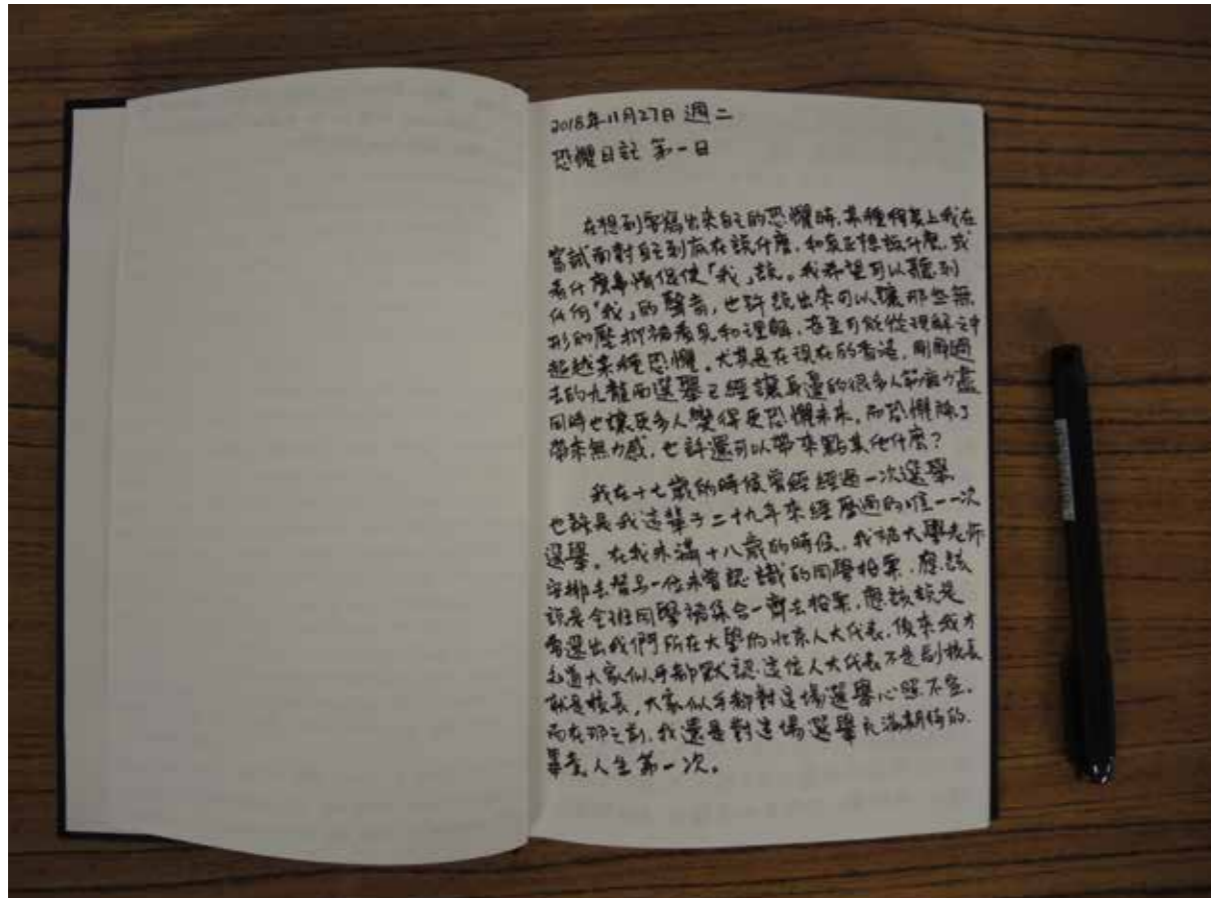 2018年11月27日 週二
恐懼日記 第一日
在想到要寫出來自己的恐懼時,某種程度上我在
嘗試面對自己到底在說什麼,和真正想說什麼,或
者什麼事情促使「我」說。我希望可以聽到
任何「我」的聲音,也許說出來可以讓那些無
形的壓抑被看見和理解,甚至可能從理解之中
超越某種恐懼。尤其是在現在的香港,剛剛過
去的九龍西選舉已經讓身邊的很多人筋疲力盡
同時也讓更多人變得更恐懼未來。而恐懼除了
帶來無力感,也許還可以帶來點其他什麼?
我在十七歲的時候曾經經過一次選舉
也許是我這輩子二十九年來經歷過的唯一一次
選舉。在我未滿十八歲的時候,我被大學老師
安排去替另一位未曾認識的同學投票,應該
說是全班同學被集合一齊去投票,應該說是
會選出我們所在大學的北京人大代表,後來我才
知道大家似乎都默認這位人大代表不是副校長
就是校長,大家似乎都對這場選舉心照不宣。
而在那之前,我還是對這場選舉充滿期待的,
畢竟人生第一次。